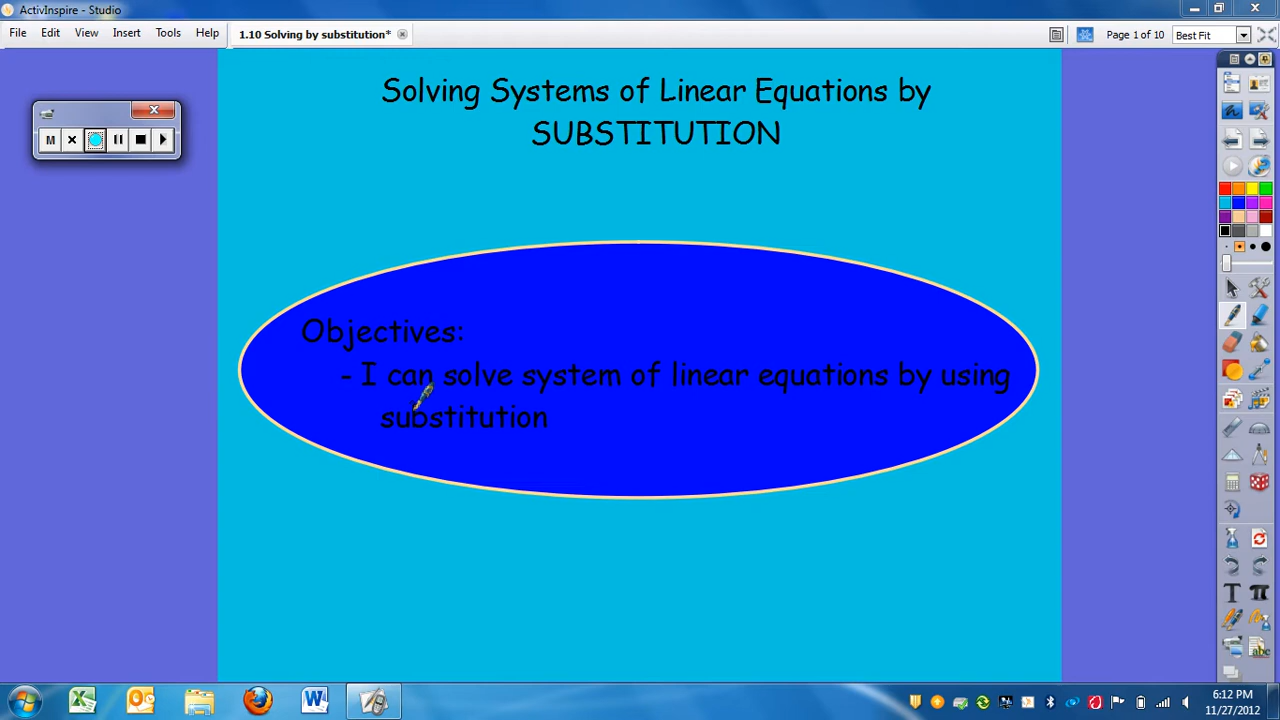 ActivInspire - Studio
File Edit View Insert Tools Help
1.10 Solving by substitution*
Page 1 of 10
Best Fit
Solving Systems of Linear Equations by
SUBSTITUTION
M
Objectives:
- I can solve system of linear equations by using
substitution
6:12 PM
11/27/2012